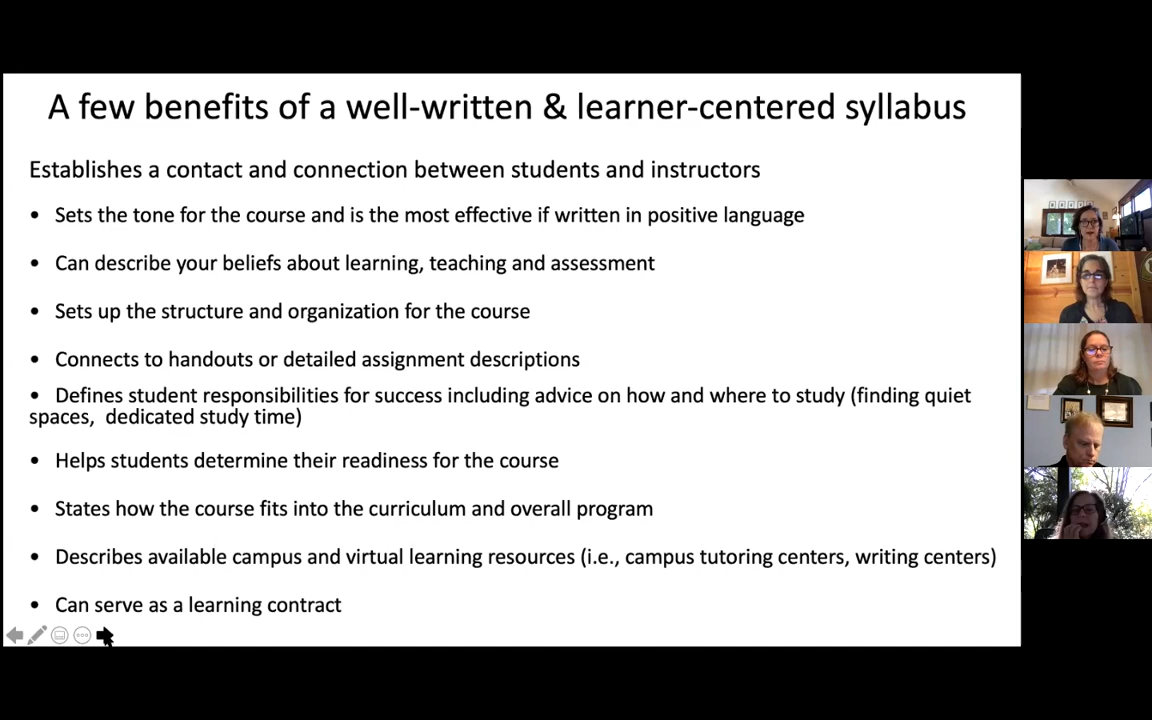 A few benefits of a well-written & learner-centered syllabus
Establishes a contact and connection between students and instructors
• Sets the tone for the course and is the most effective if written in positive language
• Can describe your beliefs about learning, teaching and assessment
• Sets up the structure and organization for the course
• Connects to handouts or detailed assignment descriptions
• Defines student responsibilities for success including advice on how and where to study (finding quiet
spaces, dedicated study time)
• Helps students determine their readiness for the course
• States how the course fits into the curriculum and overall program
• Describes available campus and virtual learning resources (i.e., campus tutoring centers, writing centers)
• Can serve as a learning contract